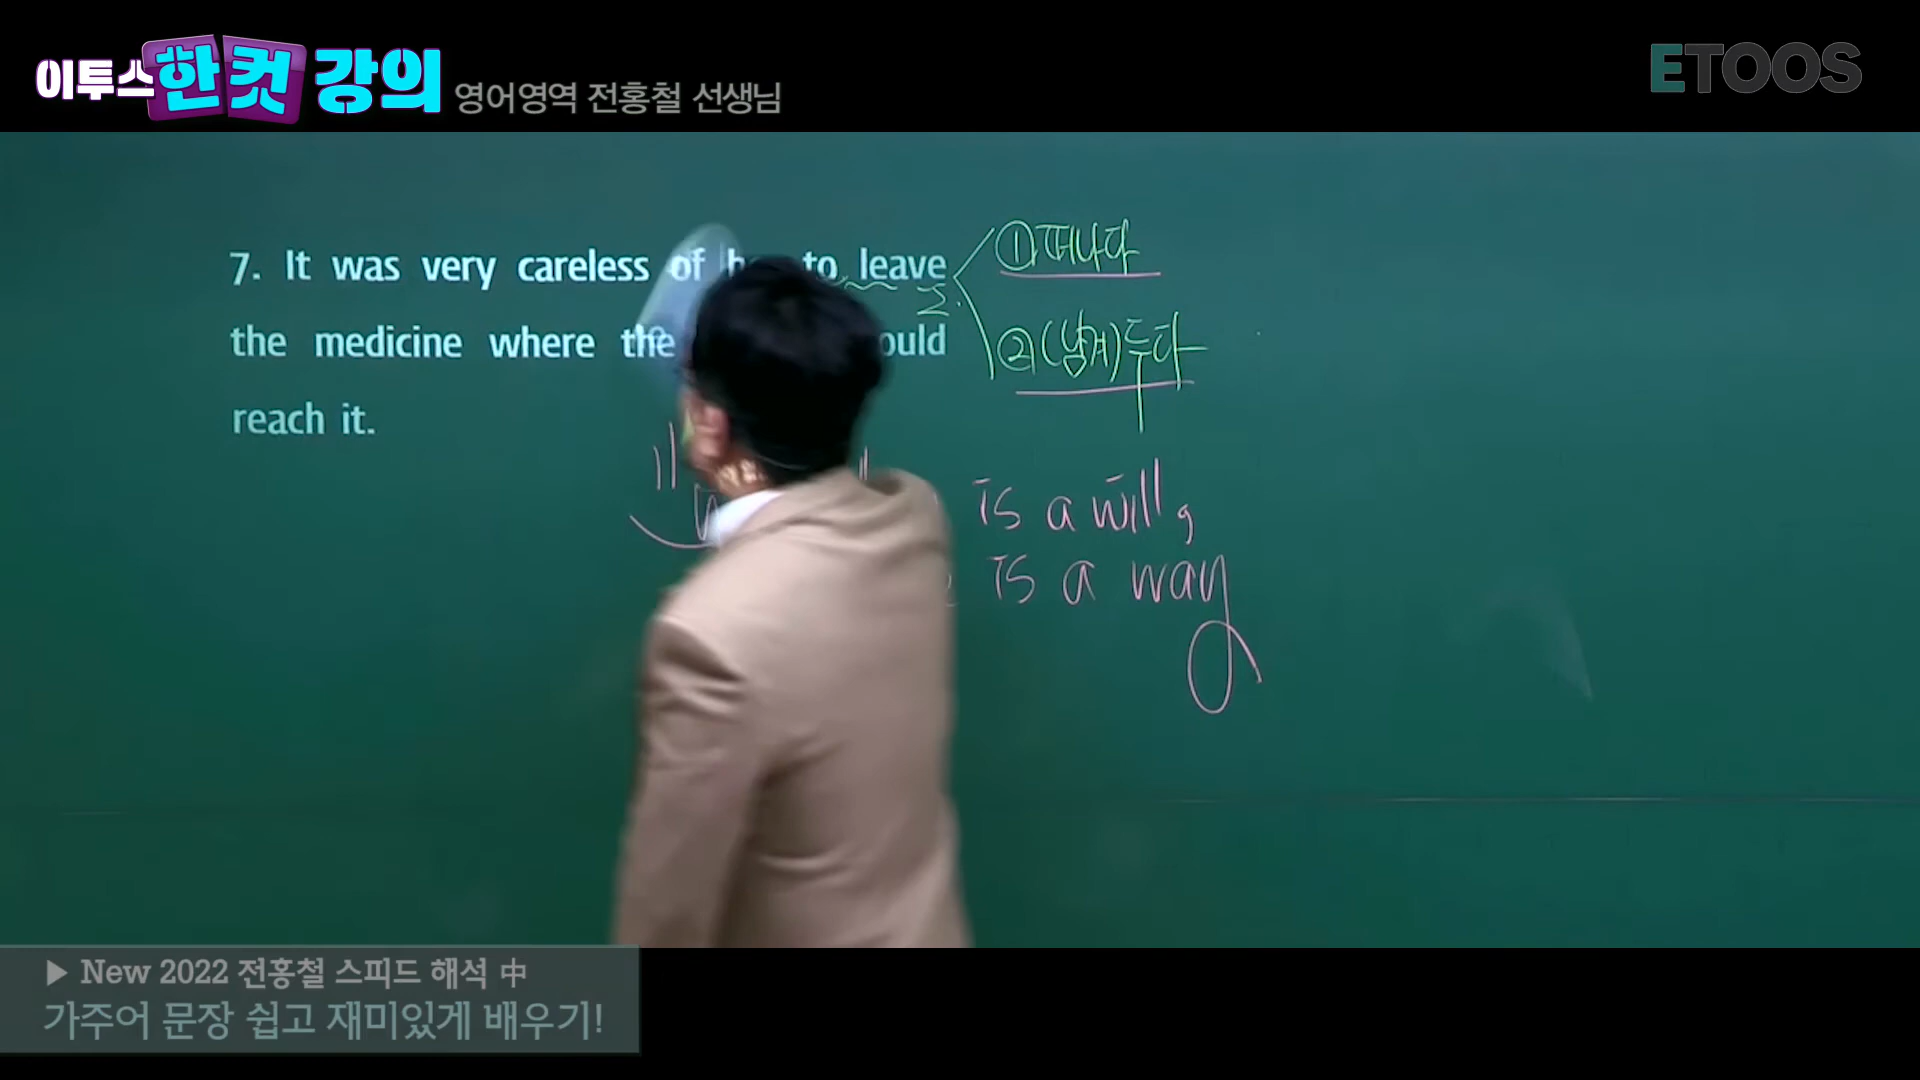 이투스 한컷 강의 영어영역 전홍철 선생님
ETOOS
7. It was very careless of to leave
the medicine where the
reach it.
①떠나다
②(남겨)두다
is a will,
is a way
▶ New 2022 전홍철 스피드 해석 中
가주어 문장 쉽고 재미있게 배우기!